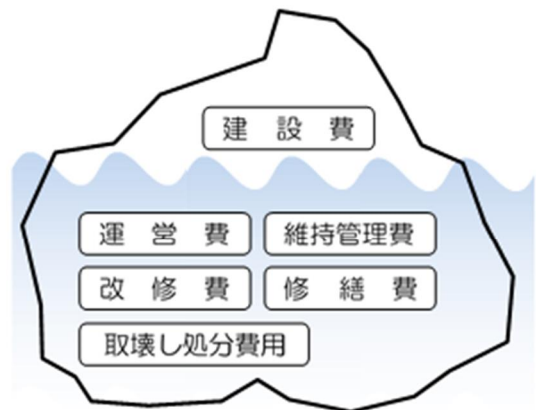 建設費
運営費
維持管理費
改修費
修繕費
取壊し処分費用